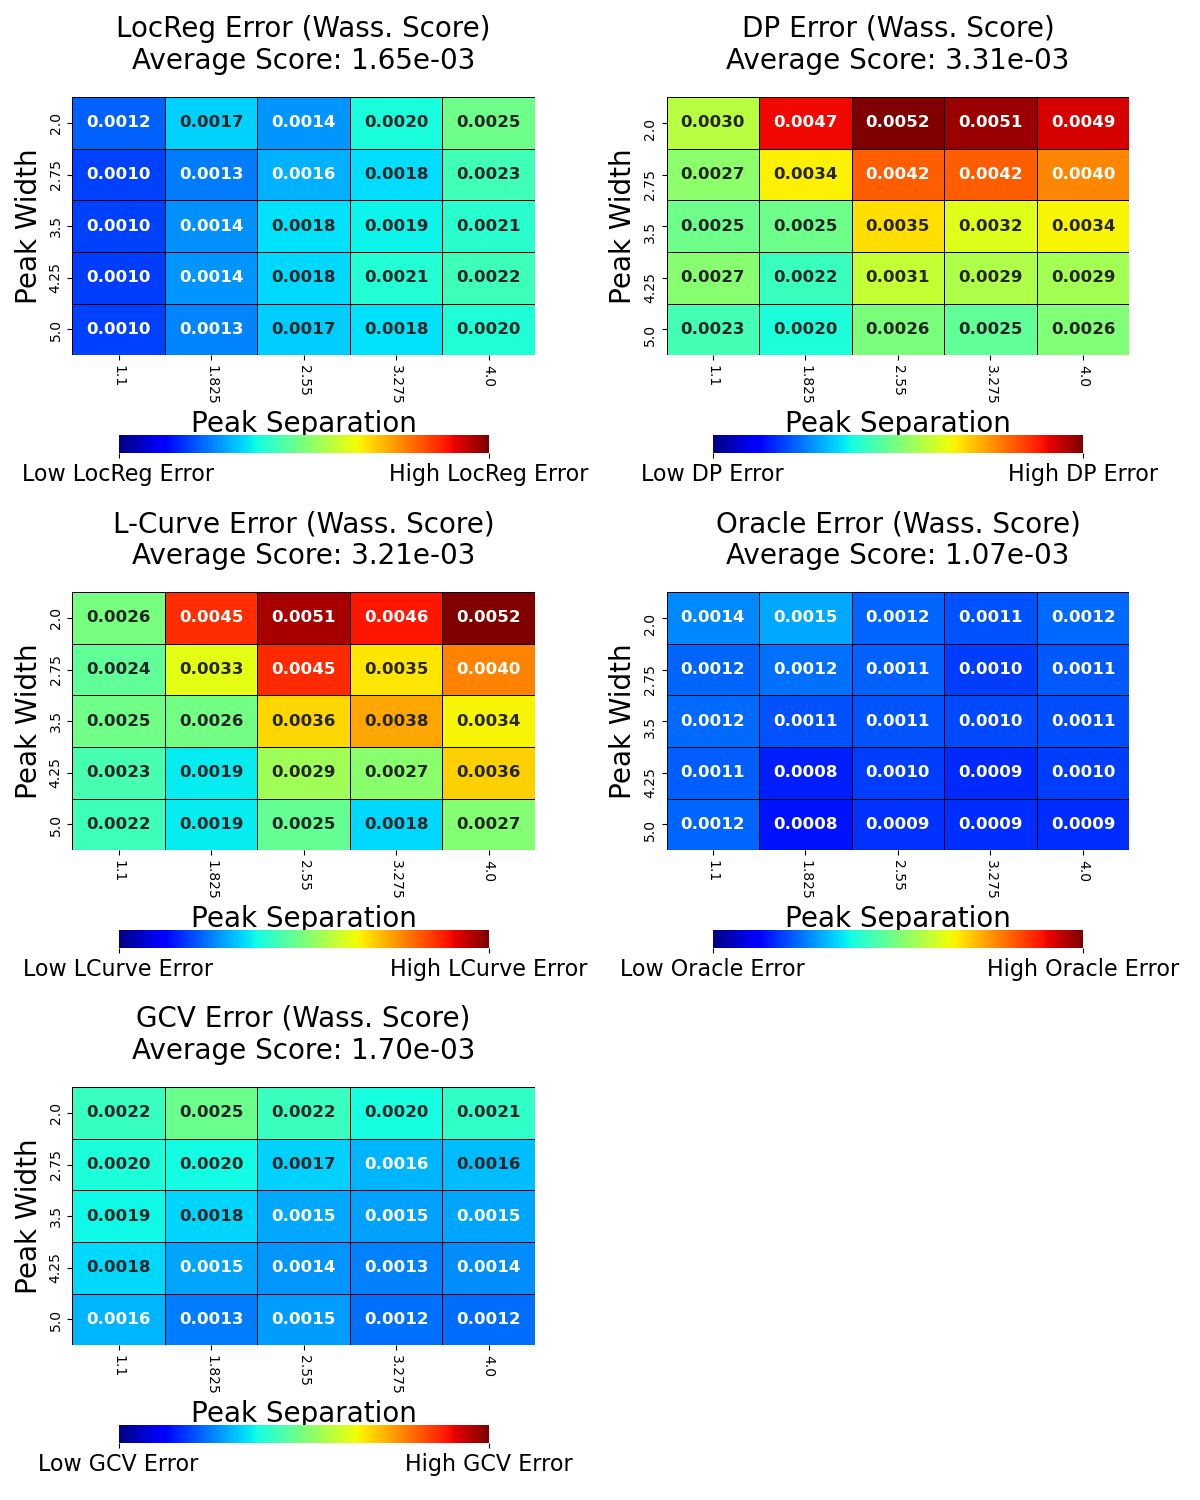 LocReg Error (Wass. Score)
Average Score: 1.65e-03
Peak Width
2.0 0.0012 0.0017 0.0014 0.0020 0.0025
2.75 0.0010 0.0013 0.0016 0.0018 0.0023
3.5 0.0010 0.0014 0.0018 0.0019 0.0021
4.25 0.0010 0.0014 0.0018 0.0021 0.0022
5.0 0.0010 0.0013 0.0017 0.0018 0.0020
1.1 1.825 2.55 3.275 4.0
Peak Separation
Low LocReg Error High LocReg Error
DP Error (Wass. Score)
Average Score: 3.31e-03
Peak Width
2.0 0.0030 0.0047 0.0052 0.0051 0.0049
2.75 0.0027 0.0034 0.0042 0.0042 0.0040
3.5 0.0025 0.0025 0.0035 0.0032 0.0034
4.25 0.0027 0.0022 0.0031 0.0029 0.0029
5.0 0.0023 0.0020 0.0026 0.0025 0.0026
1.1 1.825 2.55 3.275 4.0
Peak Separation
Low DP Error High DP Error
L-Curve Error (Wass. Score)
Average Score: 3.21e-03
Peak Width
2.0 0.0026 0.0045 0.0051 0.0046 0.0052
2.75 0.0024 0.0033 0.0045 0.0035 0.0040
3.5 0.0025 0.0026 0.0036 0.0038 0.0034
4.25 0.0023 0.0019 0.0029 0.0027 0.0036
5.0 0.0022 0.0019 0.0025 0.0018 0.0027
1.1 1.825 2.55 3.275 4.0
Peak Separation
Low LCurve Error High LCurve Error
Oracle Error (Wass. Score)
Average Score: 1.07e-03
Peak Width
2.0 0.0014 0.0015 0.0012 0.0011 0.0012
2.75 0.0012 0.0012 0.0011 0.0010 0.0011
3.5 0.0012 0.0011 0.0011 0.0010 0.0011
4.25 0.0011 0.0008 0.0010 0.0009 0.0010
5.0 0.0012 0.0008 0.0009 0.0009 0.0009
1.1 1.825 2.55 3.275 4.0
Peak Separation
Low Oracle Error High Oracle Error
GCV Error (Wass. Score)
Average Score: 1.70e-03
Peak Width
2.0 0.0022 0.0025 0.0022 0.0020 0.0021
2.75 0.0020 0.0020 0.0017 0.0016 0.0016
3.5 0.0019 0.0018 0.0015 0.0015 0.0015
4.25 0.0018 0.0015 0.0014 0.0013 0.0014
5.0 0.0016 0.0013 0.0015 0.0012 0.0012
1.1 1.825 2.55 3.275 4.0
Peak Separation
Low GCV Error High GCV Error